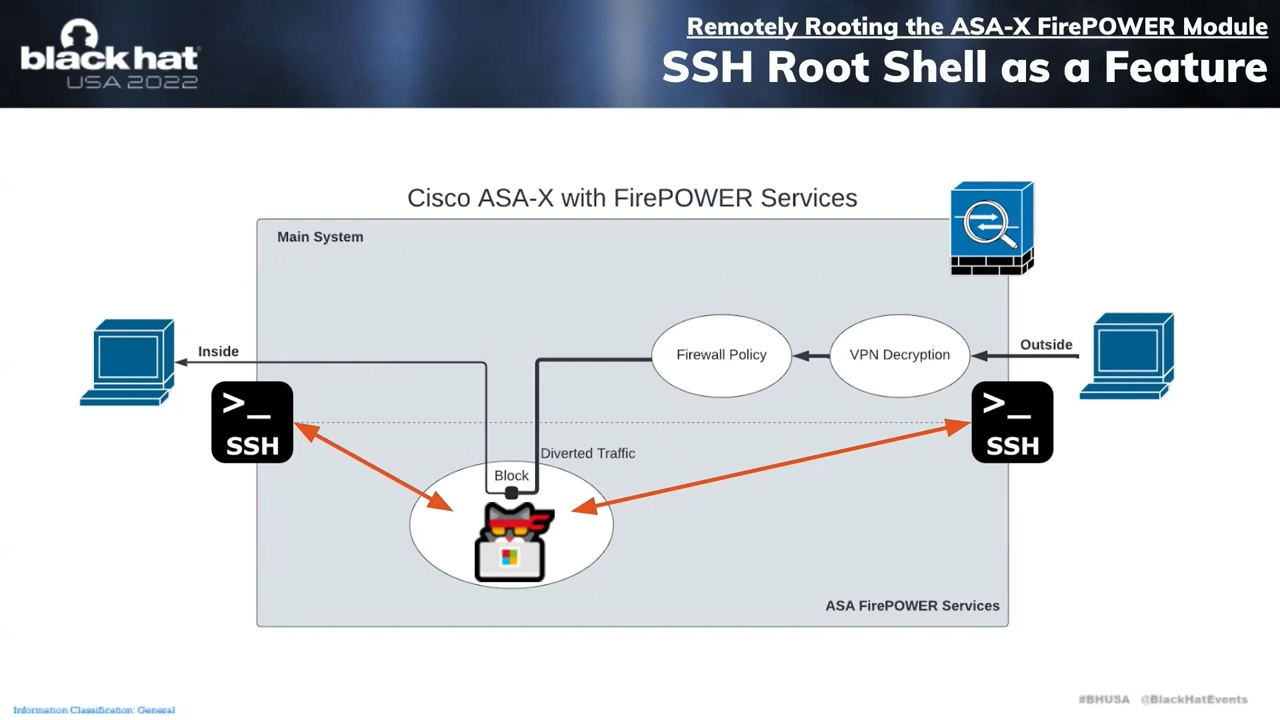 Remotely Rooting the ASA-X FirePOWER Module
SSH Root Shell as a Feature
black hat®
USA 2022
Cisco ASA-X with FirePOWER Services
Main System
Inside
Firewall Policy
VPN Decryption
Outside
>_
SSH
>_
SSH
Diverted Traffic
Block
ASA FirePOWER Services
Information Classification: General
#BHUSA @BlackHatEvents